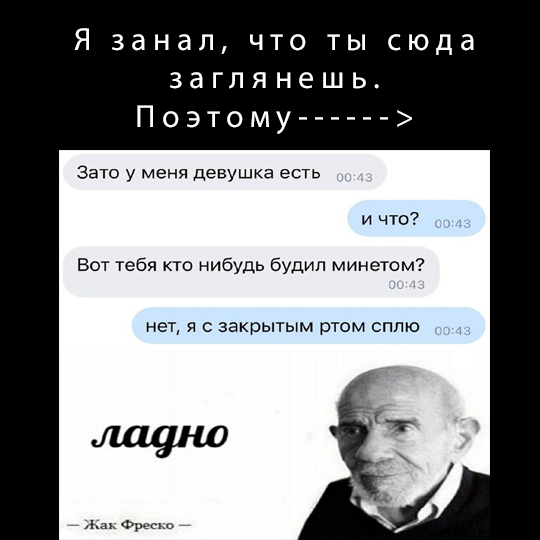 Я занал, что ты сюда
заглянешь.
Поэтому------>
Зато у меня девушка есть 00:43
и что? 00:43
Вот тебя кто нибудь будил минетом?
00:43
нет, я с закрытым ртом сплю 00:43
ладно
— Жак Фреско —